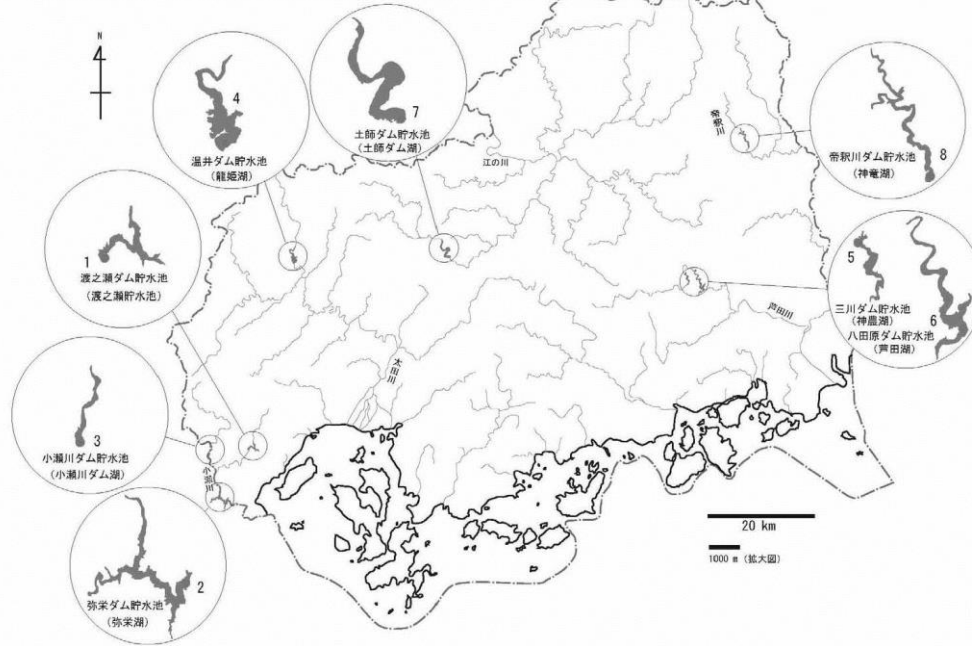 N
4
4
温井ダム貯水池
(龍姫湖)
7
土師ダム貯水池
(土師ダム湖)
江の川
帝釈川
8
帝釈川ダム貯水池
(神竜湖)
1
渡之瀬ダム貯水池
(渡之瀬貯水池)
5
三川ダム貯水池
(神農湖)
6
八田原ダム貯水池
(芦田湖)
芦田川
太田川
3
小瀬川ダム貯水池
(小瀬川ダム湖)
小瀬川
2
弥栄ダム貯水池
(弥栄湖)
20 km
1000 m (拡大図)